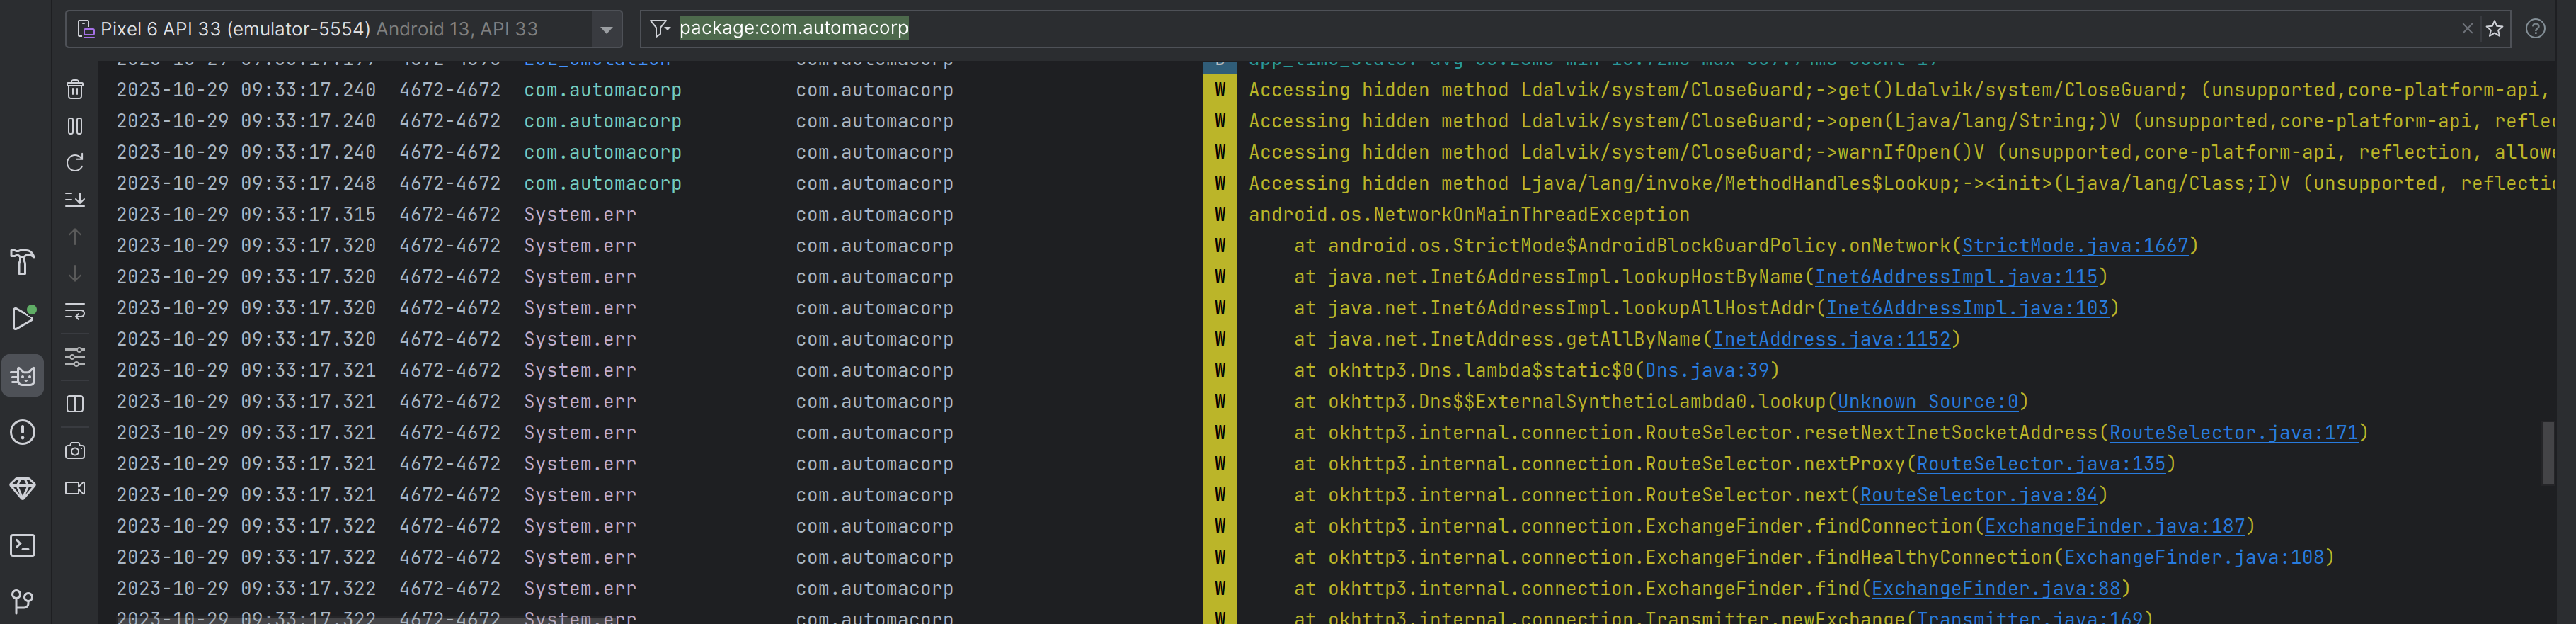 Pixel 6 API 33 (emulator-5554) Android 13, API 33
package:com.automacorp
2023-10-29 09:33:17.240 4672-4672 com.automacorp com.automacorp W Accessing hidden method Ldalvik/system/CloseGuard;->get()Ldalvik/system/CloseGuard; (unsupported,core-platform-api,
2023-10-29 09:33:17.240 4672-4672 com.automacorp com.automacorp W Accessing hidden method Ldalvik/system/CloseGuard;->open(Ljava/lang/String;)V (unsupported,core-platform-api, reflec
2023-10-29 09:33:17.240 4672-4672 com.automacorp com.automacorp W Accessing hidden method Ldalvik/system/CloseGuard;->warnIfOpen()V (unsupported,core-platform-api, reflection, allowe
2023-10-29 09:33:17.248 4672-4672 com.automacorp com.automacorp W Accessing hidden method Ljava/lang/invoke/MethodHandles$Lookup;-><init>(Ljava/lang/Class;I)V (unsupported, reflectio
2023-10-29 09:33:17.315 4672-4672 System.err com.automacorp W android.os.NetworkOnMainThreadException
2023-10-29 09:33:17.320 4672-4672 System.err com.automacorp W at android.os.StrictMode$AndroidBlockGuardPolicy.onNetwork(StrictMode.java:1667)
2023-10-29 09:33:17.320 4672-4672 System.err com.automacorp W at java.net.Inet6AddressImpl.lookupHostByName(Inet6AddressImpl.java:115)
2023-10-29 09:33:17.320 4672-4672 System.err com.automacorp W at java.net.Inet6AddressImpl.lookupAllHostAddr(Inet6AddressImpl.java:103)
2023-10-29 09:33:17.320 4672-4672 System.err com.automacorp W at java.net.InetAddress.getAllByName(InetAddress.java:1152)
2023-10-29 09:33:17.321 4672-4672 System.err com.automacorp W at okhttp3.Dns.lambda$static$0(Dns.java:39)
2023-10-29 09:33:17.321 4672-4672 System.err com.automacorp W at okhttp3.Dns$$ExternalSyntheticLambda0.lookup(Unknown Source:0)
2023-10-29 09:33:17.321 4672-4672 System.err com.automacorp W at okhttp3.internal.connection.RouteSelector.resetNextInetSocketAddress(RouteSelector.java:171)
2023-10-29 09:33:17.321 4672-4672 System.err com.automacorp W at okhttp3.internal.connection.RouteSelector.nextProxy(RouteSelector.java:135)
2023-10-29 09:33:17.321 4672-4672 System.err com.automacorp W at okhttp3.internal.connection.RouteSelector.next(RouteSelector.java:84)
2023-10-29 09:33:17.322 4672-4672 System.err com.automacorp W at okhttp3.internal.connection.ExchangeFinder.findConnection(ExchangeFinder.java:187)
2023-10-29 09:33:17.322 4672-4672 System.err com.automacorp W at okhttp3.internal.connection.ExchangeFinder.findHealthyConnection(ExchangeFinder.java:108)
2023-10-29 09:33:17.322 4672-4672 System.err com.automacorp W at okhttp3.internal.connection.ExchangeFinder.find(ExchangeFinder.java:88)
2023-10-29 09:33:17.322 4672-4672 System.err com.automacorp W at okhttp3.internal.connection.Transmitter.newExchange(Transmitter.java:169)